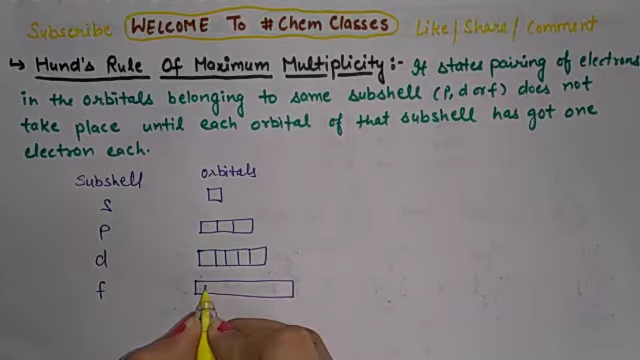 Subscribe WELCOME To #Chem Classes Like/Share/Comment
↳ Hund's Rule Of Maximum Multiplicity:- It states pairing of electrons
in the orbitals belonging to same subshell (P, d or f) does not
take place until each orbital of that subshell has got one
electron each.
Subshell orbitals
s
p
d
f